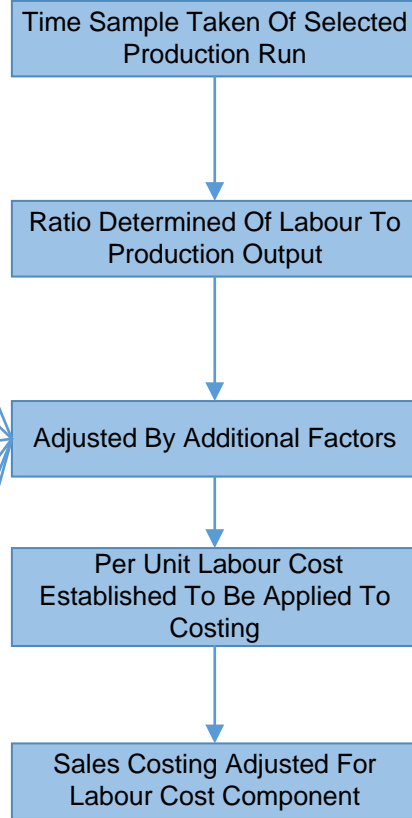 Time Sample Taken Of Selected
Production Run
Ratio Determined Of Labour To
Production Output
Adjusted By Additional Factors
Per Unit Labour Cost
Established To Be Applied To
Costing
Sales Costing Adjusted For
Labour Cost Component